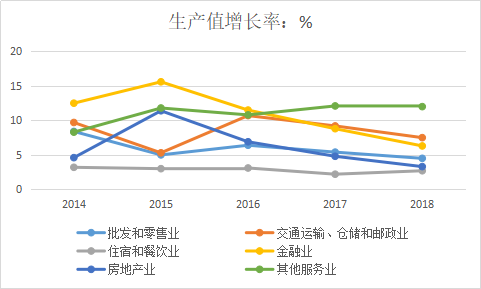 生产值增长率：%
20
15
10
5
0
2014 2015 2016 2017 2018
批发和零售业 交通运输、仓储和邮政业
住宿和餐饮业 金融业
房地产业 其他服务业